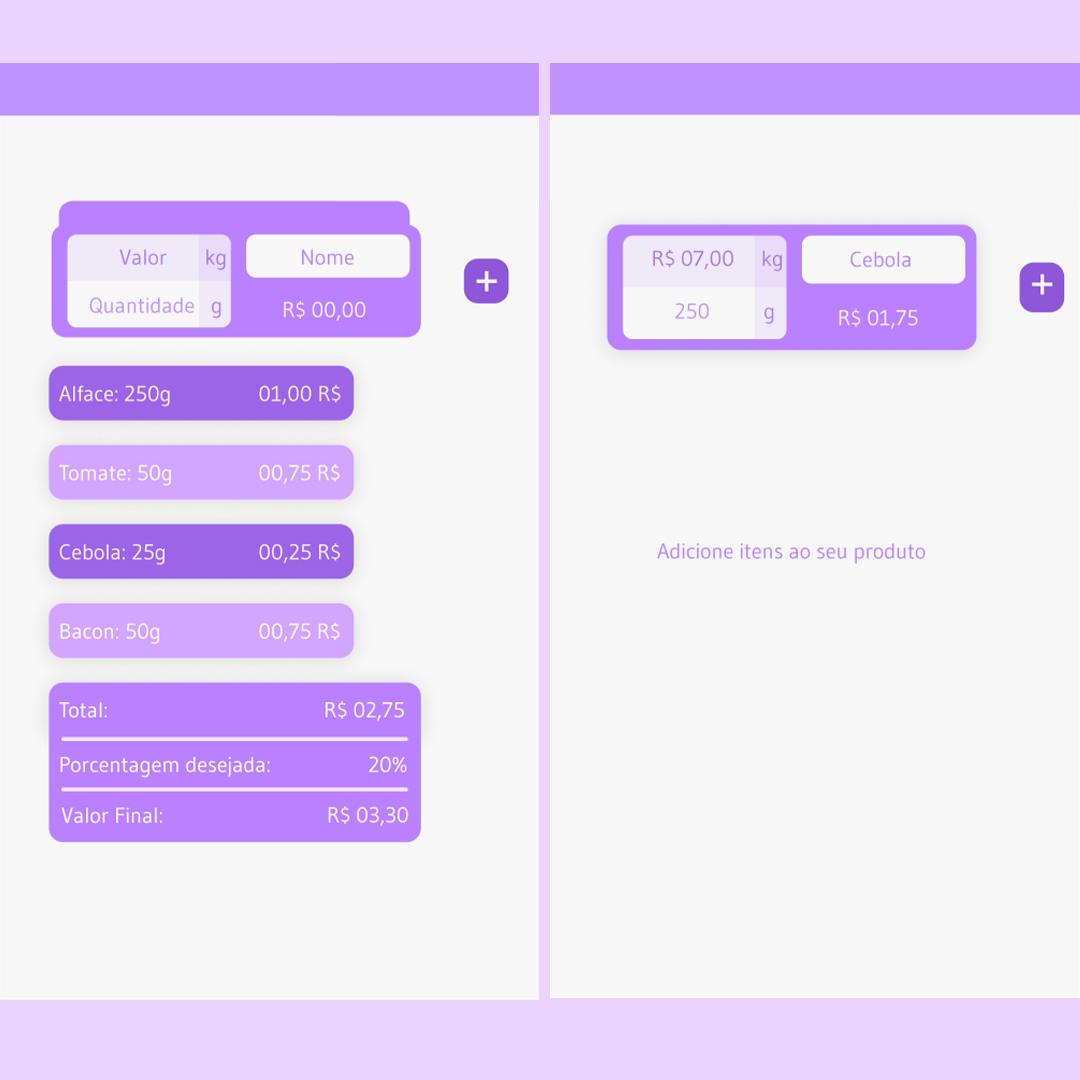 Valor kg
Nome
Quantidade g
R$ 00,00
+
Alface: 250g 01,00 R$
Tomate: 50g 00,75 R$
Cebola: 25g 00,25 R$
Bacon: 50g 00,75 R$
Total: R$ 02,75
Porcentagem desejada: 20%
Valor Final: R$ 03,30
R$ 07,00 kg
Cebola
250 g
R$ 01,75
+
Adicione itens ao seu produto